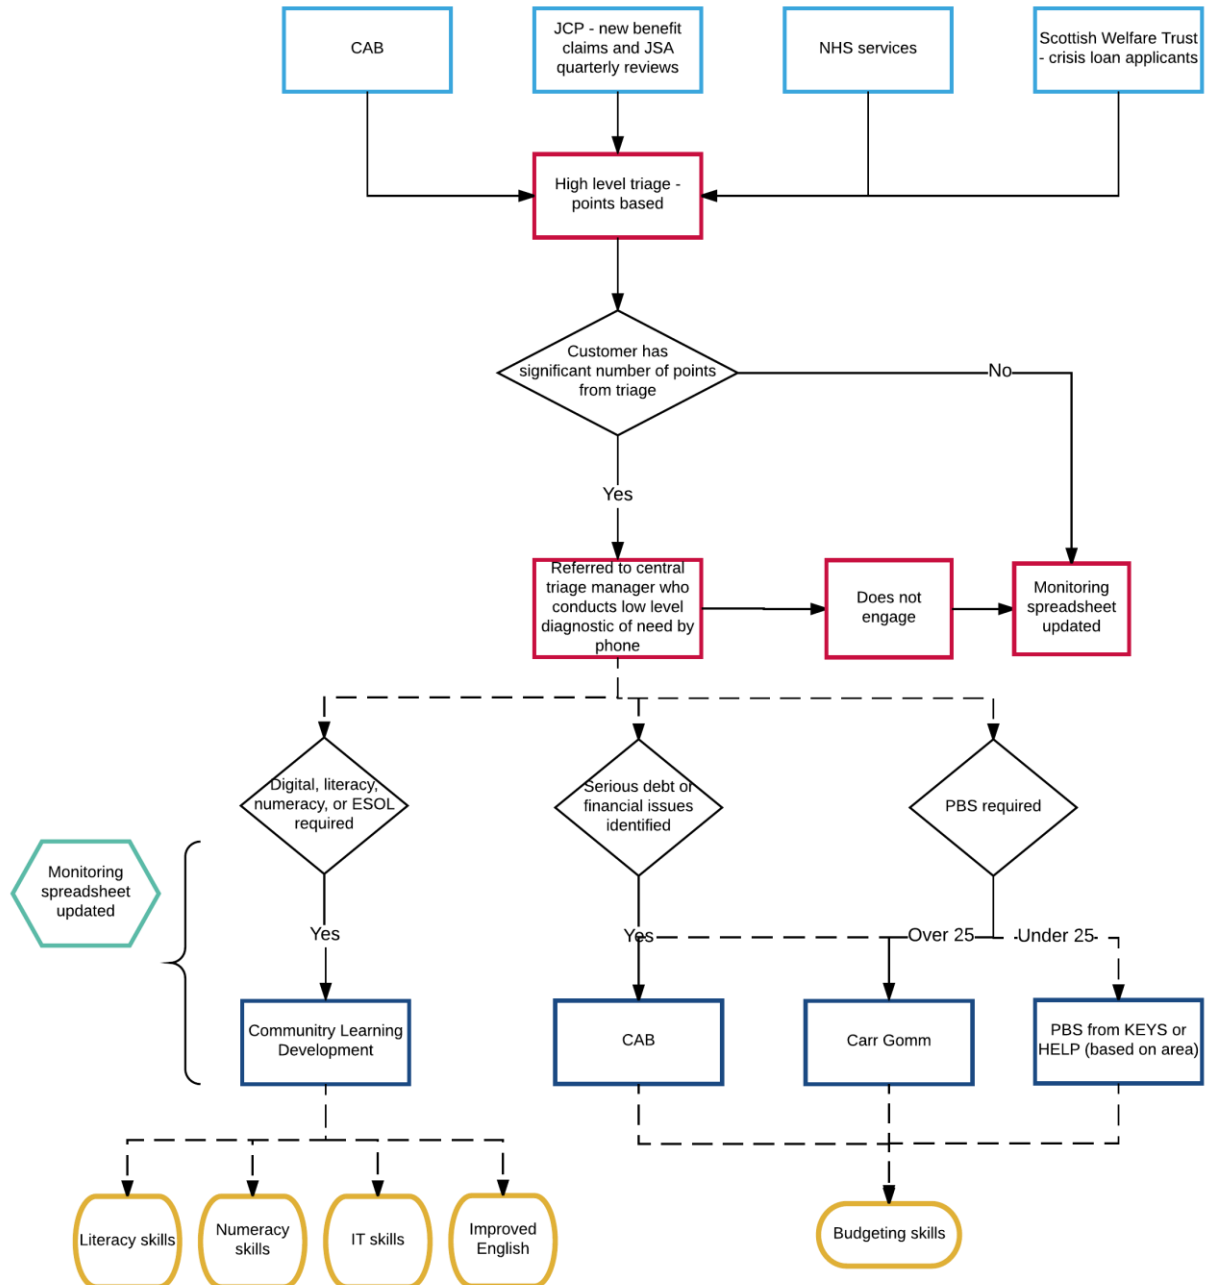 CAB
JCP - new benefit
claims and JSA
quarterly reviews
NHS services
Scottish Welfare Trust
- crisis loan applicants
High level triage -
points based
Customer has
significant number of points
from triage
No
Yes
Referred to central
triage manager who
conducts low level
diagnostic of need by
phone
Does not
engage
Monitoring
spreadsheet
updated
Digital, literacy,
numeracy, or ESOL
required
Serious debt or
financial issues
identified
PBS required
Monitoring
spreadsheet
updated
Yes
Yes
Over 25
Under 25
Communitry Learning
Development
CAB
Carr Gomm
PBS from KEYS or
HELP (based on area)
Literacy skills
Numeracy
skills
IT skills
Improved
English
Budgeting skills